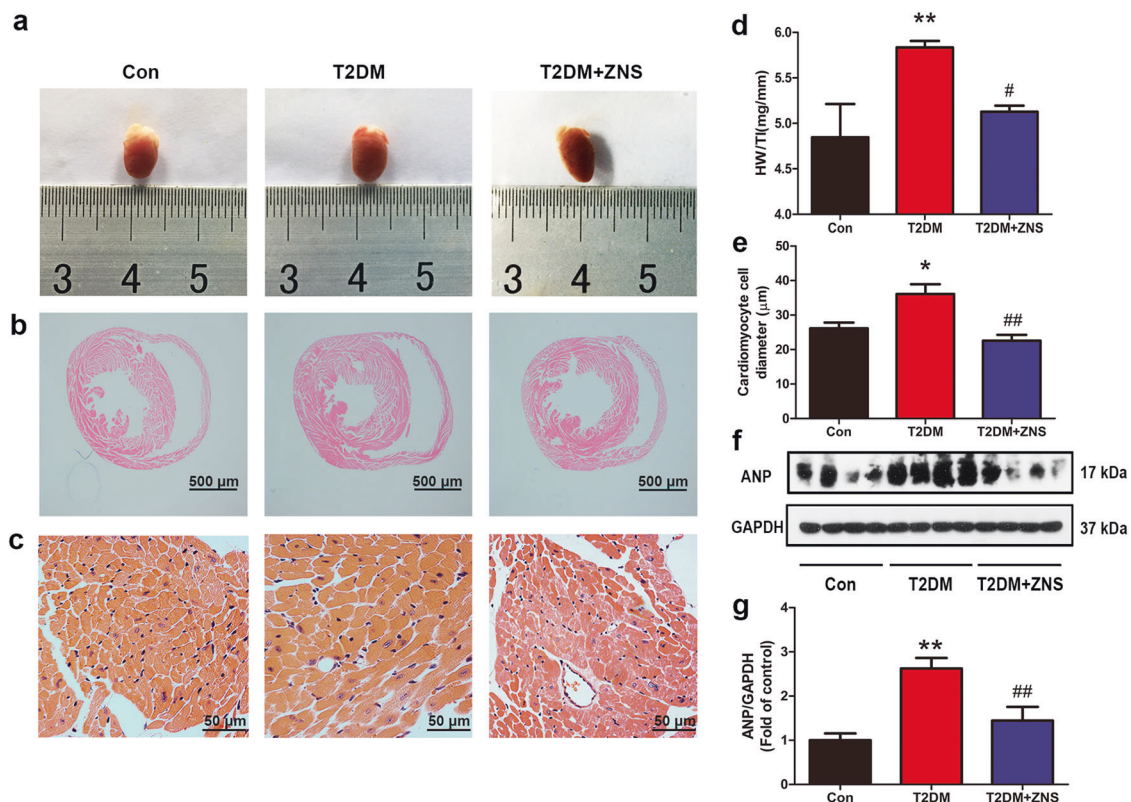 a
Con
T2DM
T2DM+ZNS
3 4 5
3 4 5
3 4 5
b
500 µm
500 µm
500 µm
c
50 µm
50 µm
50 µm
d
HW/Tl(mg/mm)
6.0
5.5
5.0
4.5
4.0
**
#
Con
T2DM
T2DM+ZNS
e
Cardiomyocyte cell
diameter (µm)
40
30
20
10
0
*
##
Con
T2DM
T2DM+ZNS
f
ANP
17 kDa
GAPDH
37 kDa
Con
T2DM
T2DM+ZNS
g
ANP/GAPDH
(Fold of control)
4
3
2
1
0
**
##
Con
T2DM
T2DM+ZNS